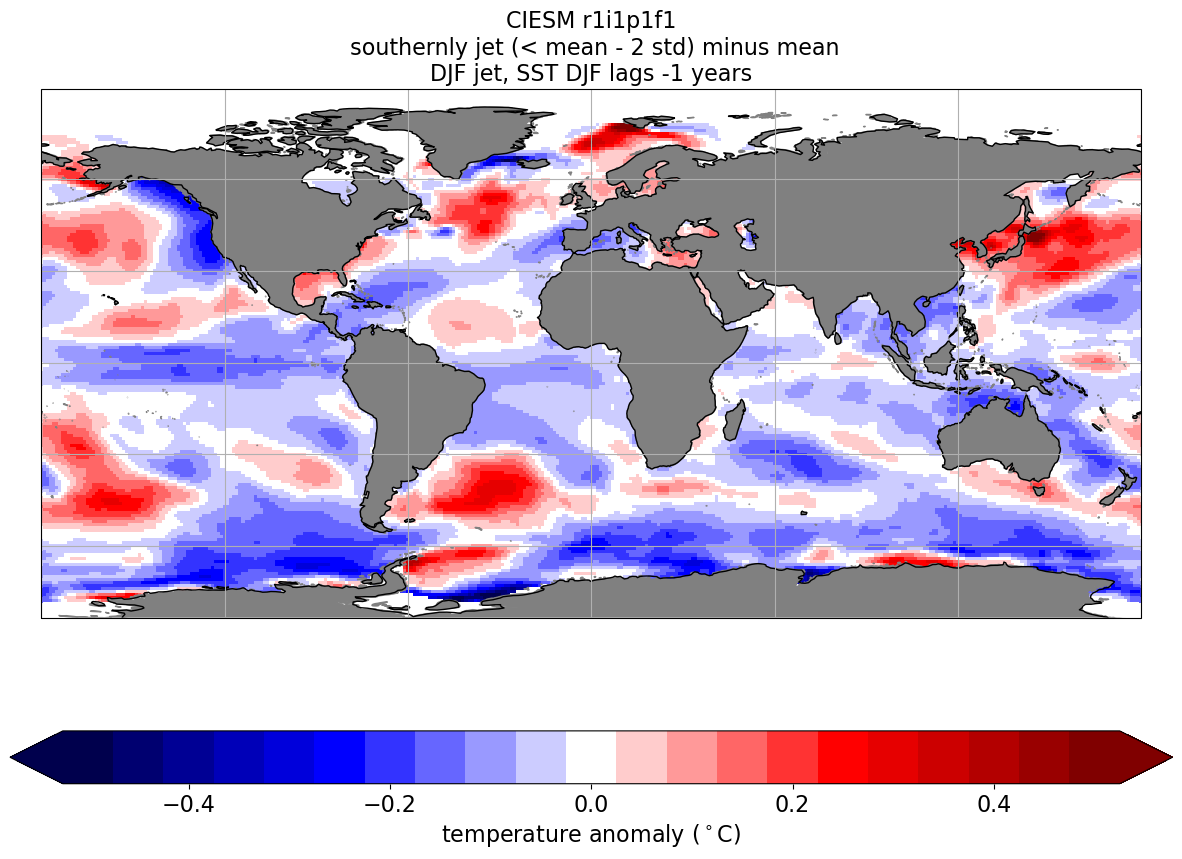 CIESM r1i1p1f1
southernly jet (< mean - 2 std) minus mean
DJF jet, SST DJF lags -1 years
−0.4 −0.2 0.0 0.2 0.4
temperature anomaly (˚C)